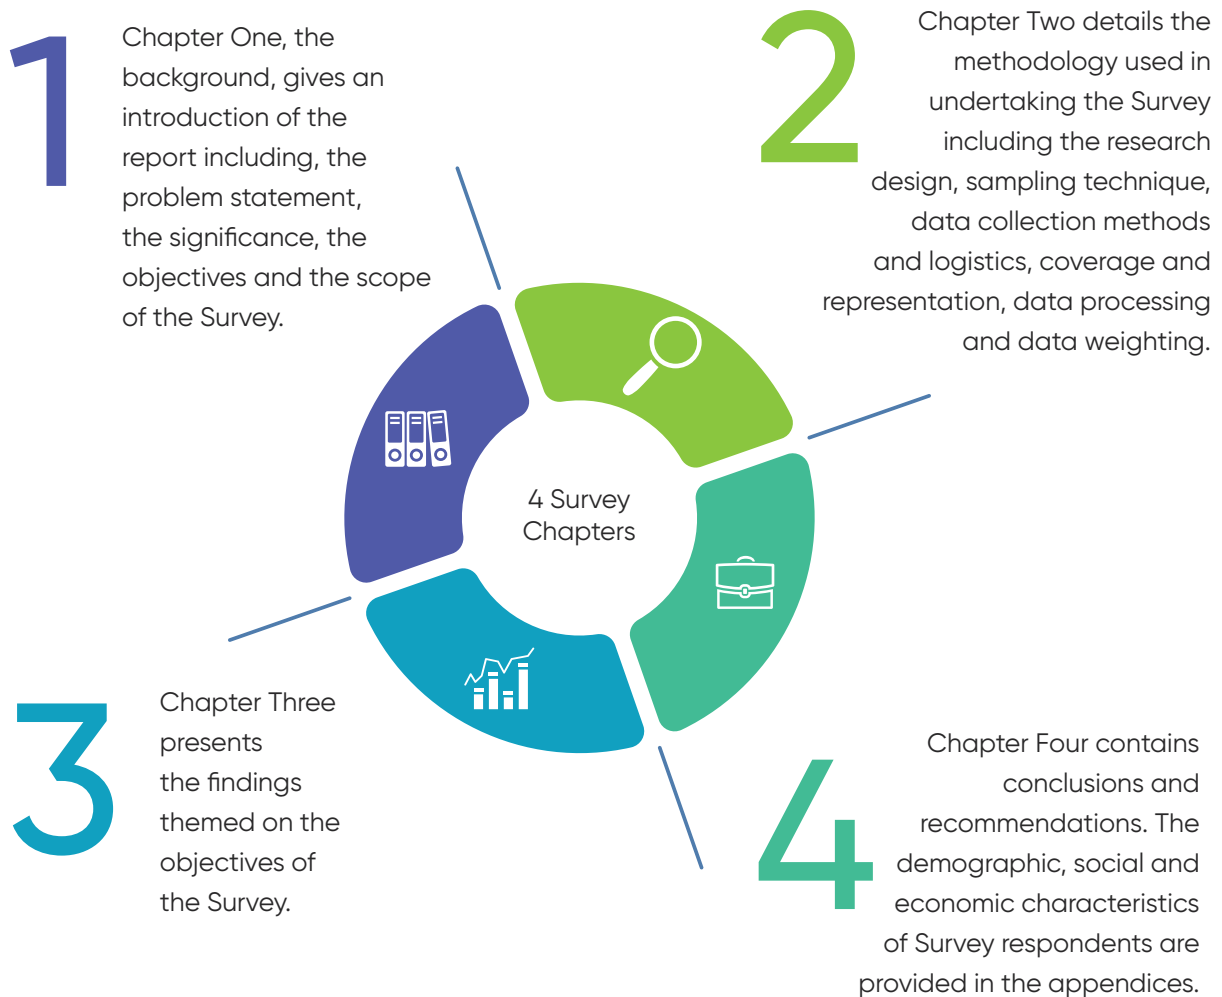 1
Chapter One, the
background, gives an
introduction of the
report including, the
problem statement,
the significance, the
objectives and the scope
of the Survey.
2
Chapter Two details the
methodology used in
undertaking the Survey
including the research
design, sampling technique,
data collection methods
and logistics, coverage and
representation, data processing
and data weighting.
4 Survey
Chapters
3
Chapter Three
presents
the findings
themed on the
objectives of
the Survey.
4
Chapter Four contains
conclusions and
recommendations. The
demographic, social and
economic characteristics
of Survey respondents are
provided in the appendices.